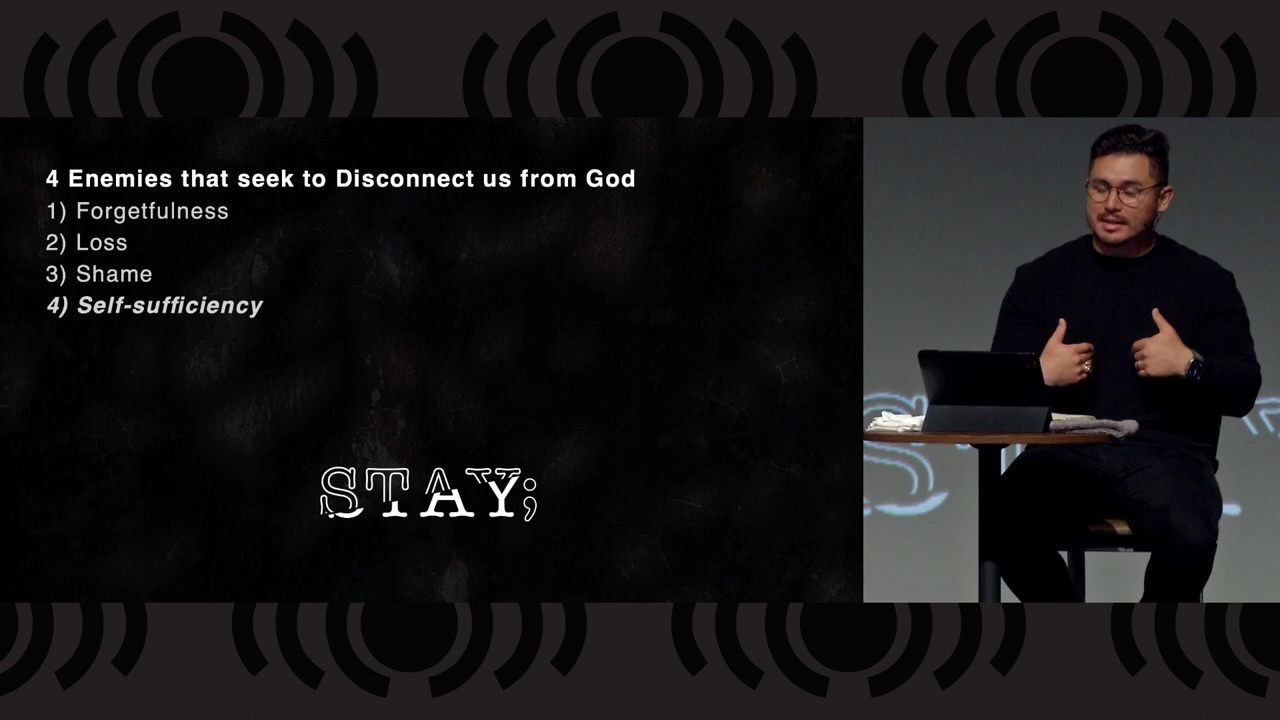 4 Enemies that seek to Disconnect us from God
1) Forgetfulness
2) Loss
3) Shame
4) Self-sufficiency
STAY;